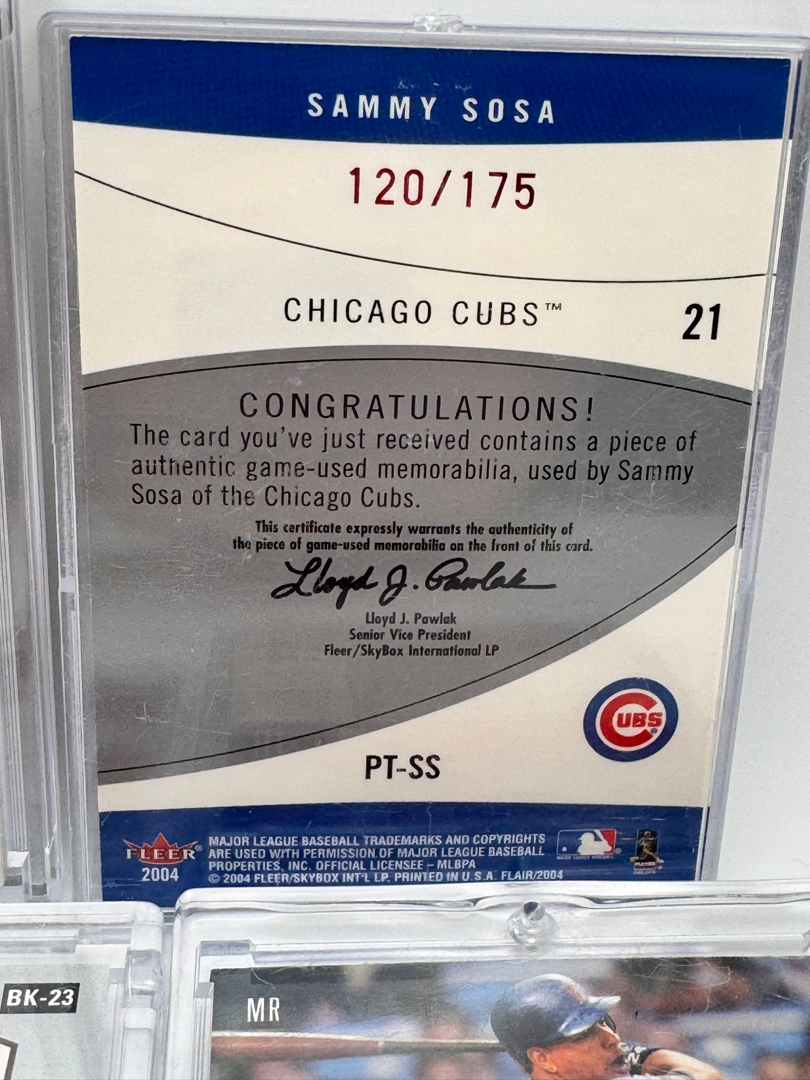 SAMMY SOSA
120/175
CHICAGO CUBS™
21
CONGRATULATIONS!
The card you've just received contains a piece of
authentic game-used memorabilia, used by Sammy
Sosa of the Chicago Cubs.
This certificate expressly warrants the authenticity of
the piece of game-used memorabilia on the front of this card.
Lloyd J. Pawlak
Lloyd J. Pawlak
Senior Vice President
Fleer/SkyBox International LP
CUBS
PT-SS
FLEER®
2004
MAJOR LEAGUE BASEBALL TRADEMARKS AND COPYRIGHTS
ARE USED WITH PERMISSION OF MAJOR LEAGUE BASEBALL
PROPERTIES, INC. OFFICIAL LICENSEE – MLBPA
© 2004 FLEER/SKYBOX INT'L LP. PRINTED IN U.S.A. FLAIR/2004
BK-23
MR